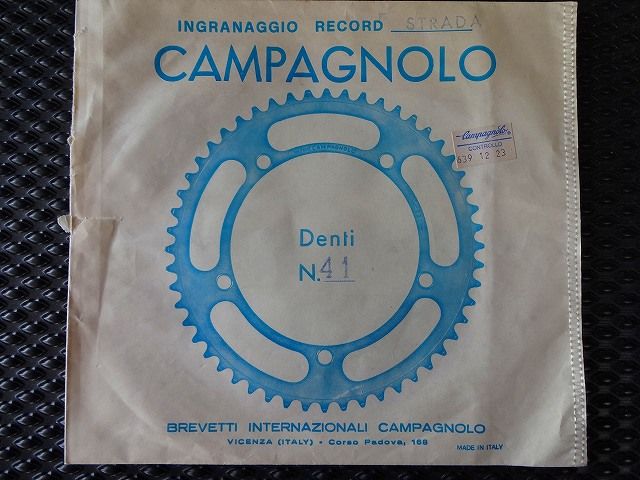 INGRANAGGIO RECORD STRADA
CAMPAGNOLO
CAMPAGNOLO
Campagnolo
CONTROLLO
639 12 23
Denti
N. 41
BREVETTI INTERNAZIONALI CAMPAGNOLO
VICENZA (ITALY) • Corso Padova, 168
MADE IN ITALY